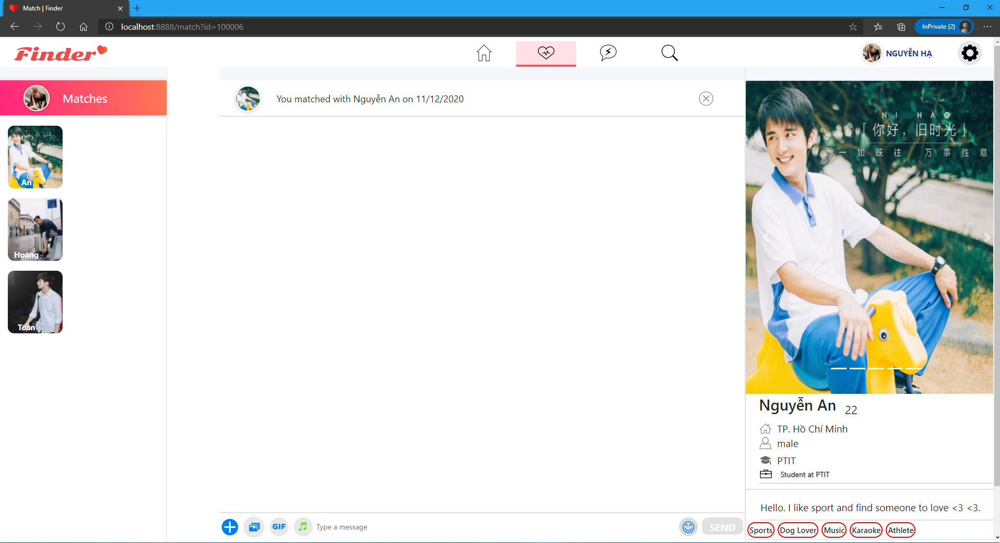 Match | Finder
localhost:8888/match?id=100006
InPrivate (2)
Finder
NGUYỄN HẠ
Matches
An
Hoàng
Toàn
You matched with Nguyễn An on 11/12/2020
NI HAO
「你好，旧时光」
一如既往 万事胜意
Nguyễn An 22
TP. Hồ Chí Minh
male
PTIT
Student at PTIT
Hello. I like sport and find someone to love <3 <3.
Sports Dog Lover Music Karaoke Athlete
GIF
Type a message
SEND